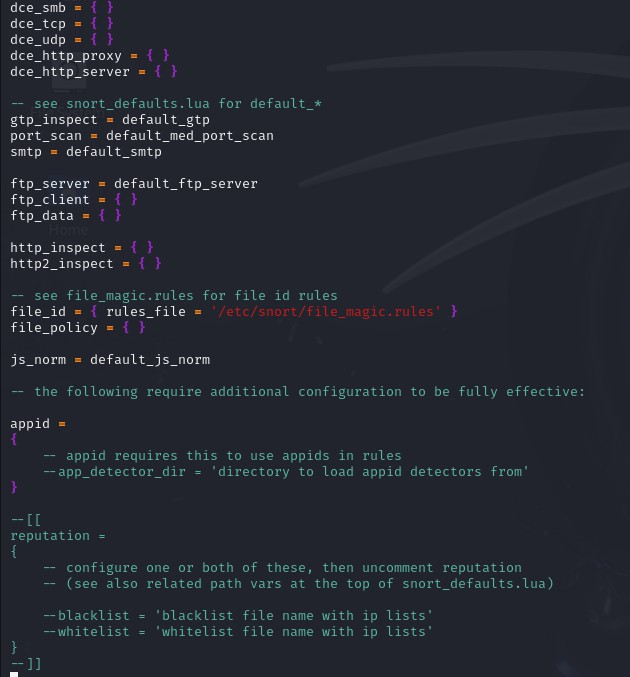 dce_smb = { }
dce_tcp = { }
dce_udp = { }
dce_http_proxy = { }
dce_http_server = { }
-- see snort_defaults.lua for default_*
gtp_inspect = default_gtp
port_scan = default_med_port_scan
smtp = default_smtp
ftp_server = default_ftp_server
ftp_client = { }
ftp_data = { }
Home
http_inspect = { }
http2_inspect = { }
-- see file_magic.rules for file id rules
file_id = { rules_file = '/etc/snort/file_magic.rules' }
file_policy = { }
js_norm = default_js_norm
-- the following require additional configuration to be fully effective:
appid =
{
    -- appid requires this to use appids in rules
    --app_detector_dir = 'directory to load appid detectors from'
}
--[[
reputation =
{
    -- configure one or both of these, then uncomment reputation
    -- (see also related path vars at the top of snort_defaults.lua)
    --blacklist = 'blacklist file name with ip lists'
    --whitelist = 'whitelist file name with ip lists'
}
--]]